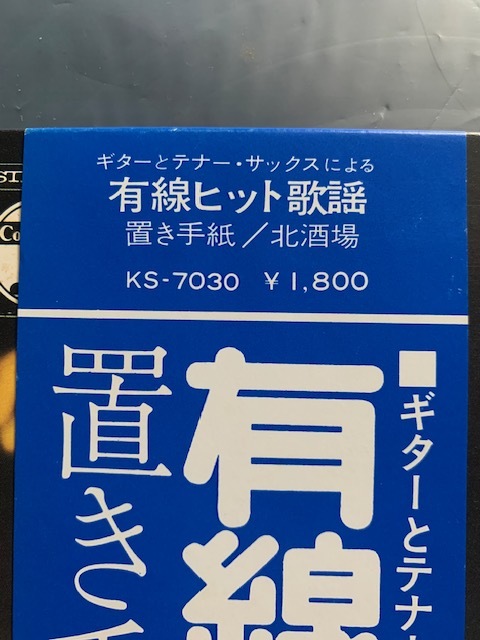 ギターとテナー・サックスによる
有線ヒット歌謡
置き手紙／北酒場
KS-7030 ¥1,800
■ギターとテナ
有線
置き手
Co